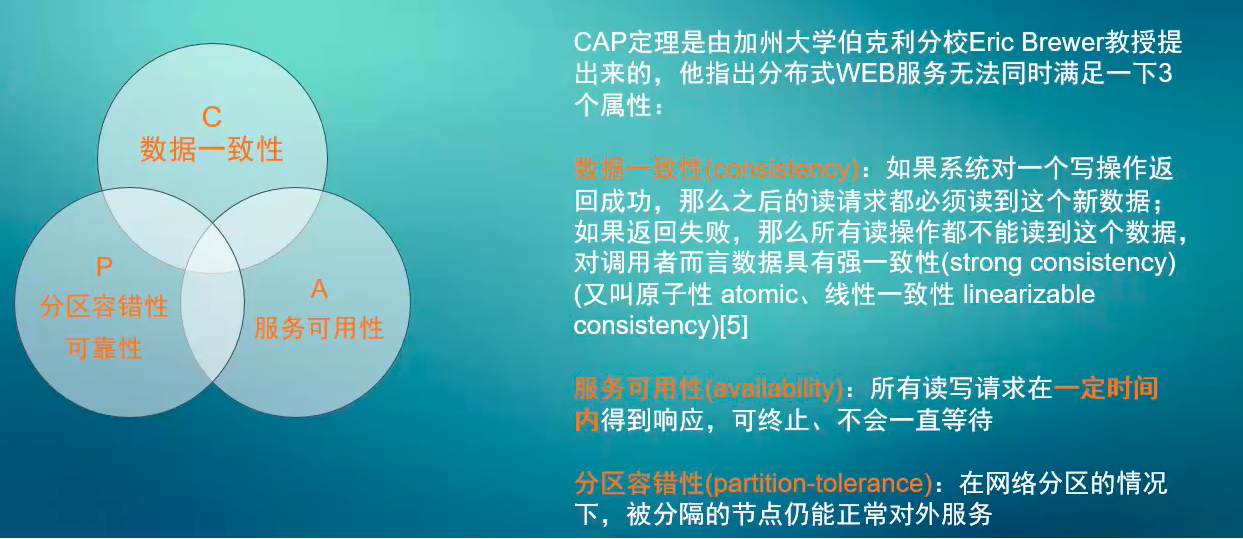 C
数据一致性
P
分区容错性
可靠性
A
服务可用性
CAP定理是由加州大学伯克利分校Eric Brewer教授提
出来的，他指出分布式WEB服务无法同时满足一下3
个属性：
数据一致性(consistency)：如果系统对一个写操作返
回成功，那么之后的读请求都必须读到这个新数据；
如果返回失败，那么所有读操作都不能读到这个数据，
对调用者而言数据具有强一致性(strong consistency)
(又叫原子性 atomic、线性一致性 linearizable
consistency)[5]
服务可用性(availability)：所有读写请求在一定时间
内得到响应，可终止、不会一直等待
分区容错性(partition-tolerance)：在网络分区的情况
下，被分隔的节点仍能正常对外服务